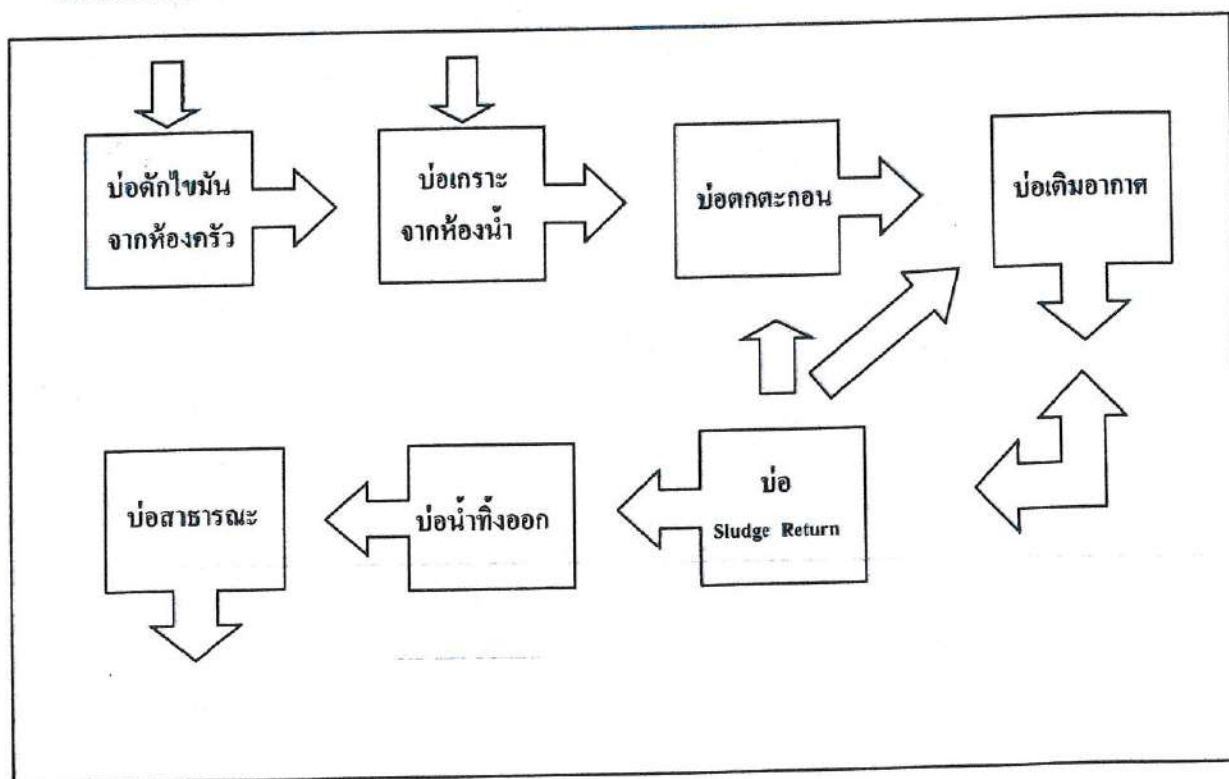 บ่อดักไขมัน
จากห้องครัว
บ่อเกราะ
จากห้องน้ำ
บ่อตกตะกอน
บ่อเติมอากาศ
บ่อสาธารณะ
บ่อน้ำทิ้งออก
บ่อ
Sludge Return